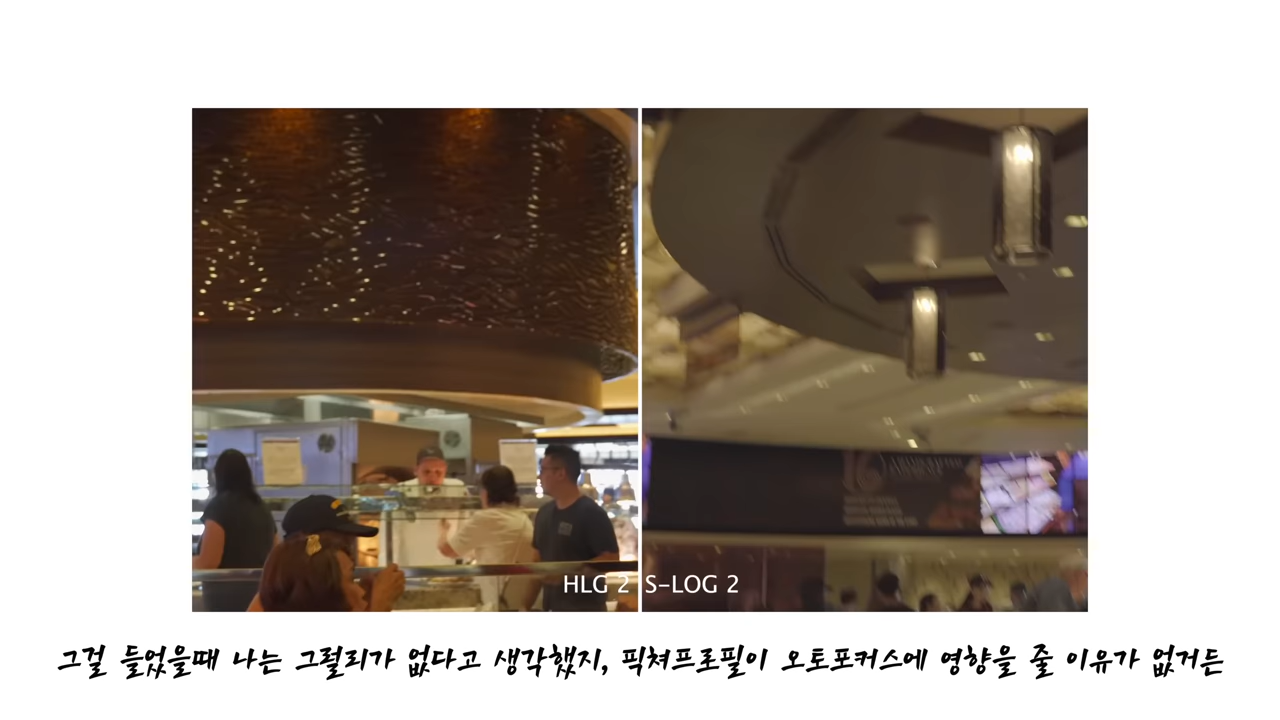 HLG 2 S-LOG 2
그걸 들었을때 나는 그럴리가 없다고 생각했지, 픽쳐프로필이 오토포커스에 영향을 줄 이유가 없거든